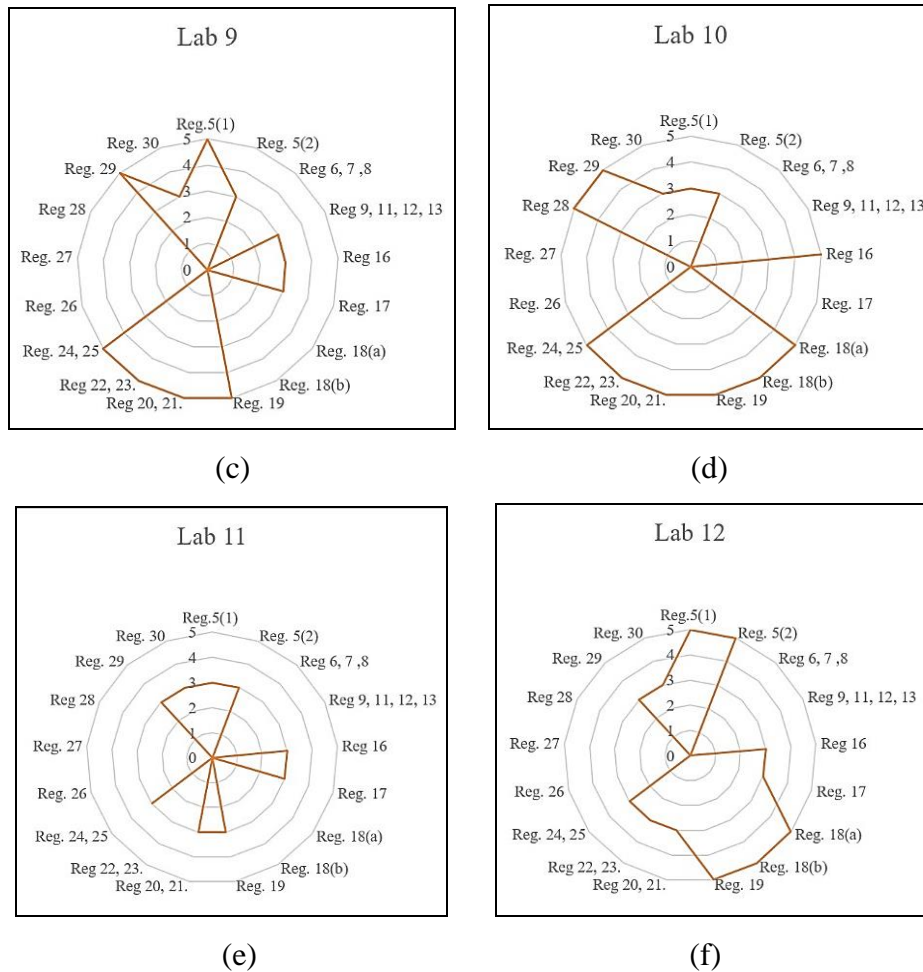 Lab 9
Reg.5(1)
Reg. 5(2)
Reg 6, 7 ,8
Reg 9, 11, 12, 13
Reg 16
Reg. 17
Reg. 18(a)
Reg. 18(b)
Reg. 19
Reg 20, 21.
Reg 22, 23.
Reg. 24, 25
Reg. 26
Reg. 27
Reg 28
Reg. 29
Reg. 30
5
4
3
2
1
0
(c)
Lab 10
Reg.5(1)
Reg. 5(2)
Reg 6, 7 ,8
Reg 9, 11, 12, 13
Reg 16
Reg. 17
Reg. 18(a)
Reg. 18(b)
Reg. 19
Reg 20, 21.
Reg 22, 23.
Reg. 24, 25
Reg. 26
Reg. 27
Reg 28
Reg. 29
Reg. 30
5
4
3
2
1
0
(d)
Lab 11
Reg.5(1)
Reg. 5(2)
Reg 6, 7 ,8
Reg 9, 11, 12, 13
Reg 16
Reg. 17
Reg. 18(a)
Reg. 18(b)
Reg. 19
Reg 20, 21.
Reg 22, 23.
Reg. 24, 25
Reg. 26
Reg. 27
Reg 28
Reg. 29
Reg. 30
5
4
3
2
1
0
(e)
Lab 12
Reg.5(1)
Reg. 5(2)
Reg 6, 7 ,8
Reg 9, 11, 12, 13
Reg 16
Reg. 17
Reg. 18(a)
Reg. 18(b)
Reg. 19
Reg 20, 21.
Reg 22, 23.
Reg. 24, 25
Reg. 26
Reg. 27
Reg 28
Reg. 29
Reg. 30
5
4
3
2
1
0
(f)